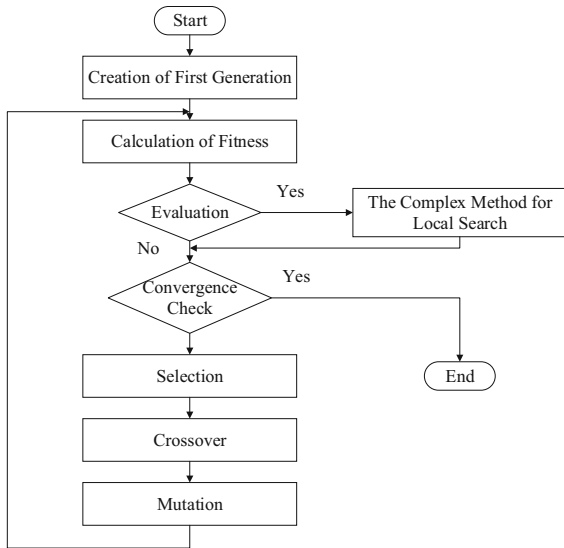 Start
Creation of First Generation
Calculation of Fitness
Yes
Evaluation
The Complex Method for
Local Search
No
Yes
Convergence
Check
Selection
End
Crossover
Mutation